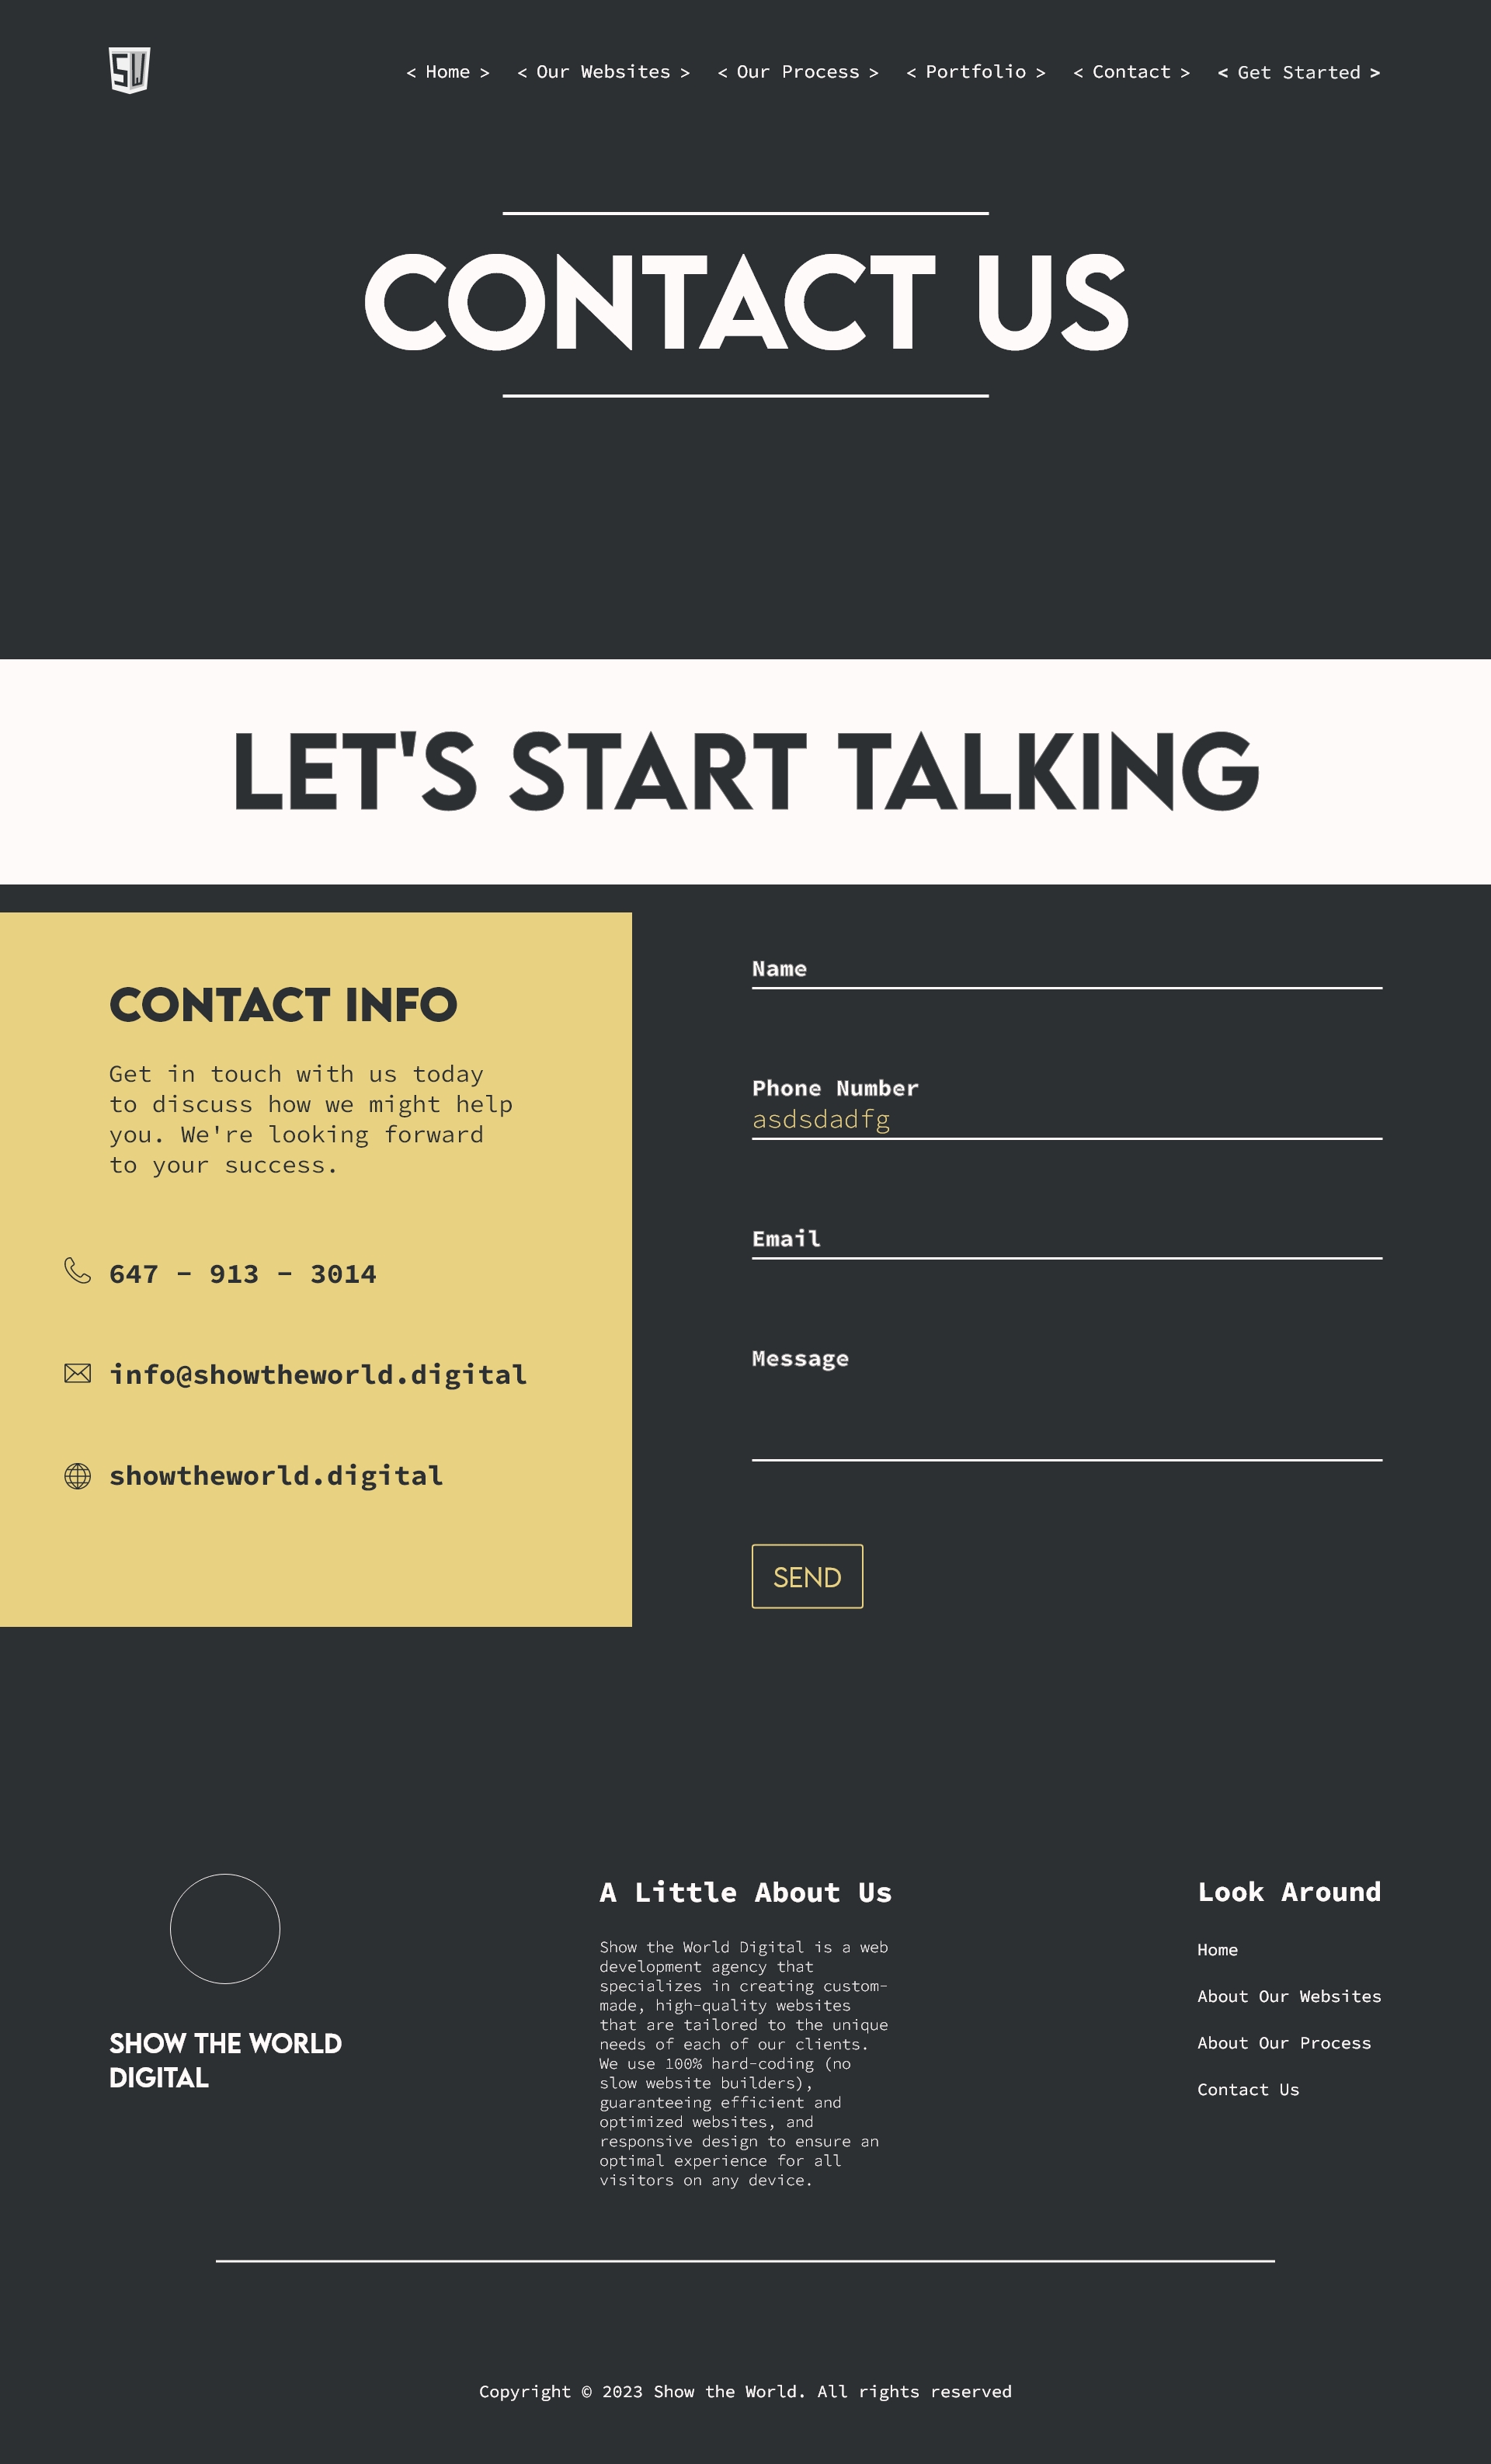 SW
< Home > < Our Websites > < Our Process > < Portfolio > < Contact > < Get Started >
CONTACT US
LET'S START TALKING
CONTACT INFO
Get in touch with us today
to discuss how we might help
you. We're looking forward
to your success.
647 - 913 - 3014
info@showtheworld.digital
showtheworld.digital
Name
Phone Number
asdsdadfg
Email
Message
SEND
SHOW THE WORLD
DIGITAL
A Little About Us
Show the World Digital is a web
development agency that
specializes in creating custom-
made, high-quality websites
that are tailored to the unique
needs of each of our clients.
We use 100% hard-coding (no
slow website builders),
guaranteeing efficient and
optimized websites, and
responsive design to ensure an
optimal experience for all
visitors on any device.
Look Around
Home
About Our Websites
About Our Process
Contact Us
Copyright © 2023 Show the World. All rights reserved